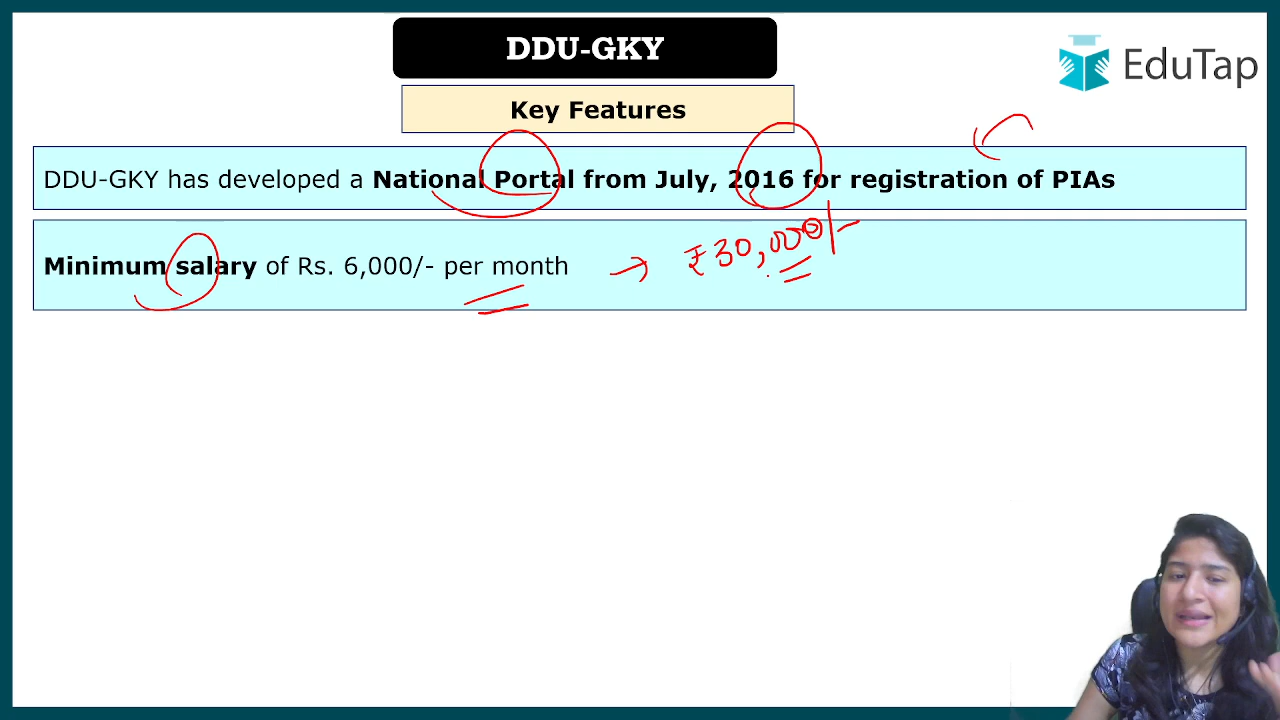 DDU-GKY
EduTap
Key Features
DDU-GKY has developed a National Portal from July, 2016 for registration of PIAs
Minimum salary of Rs. 6,000/- per month → ₹30,000/-